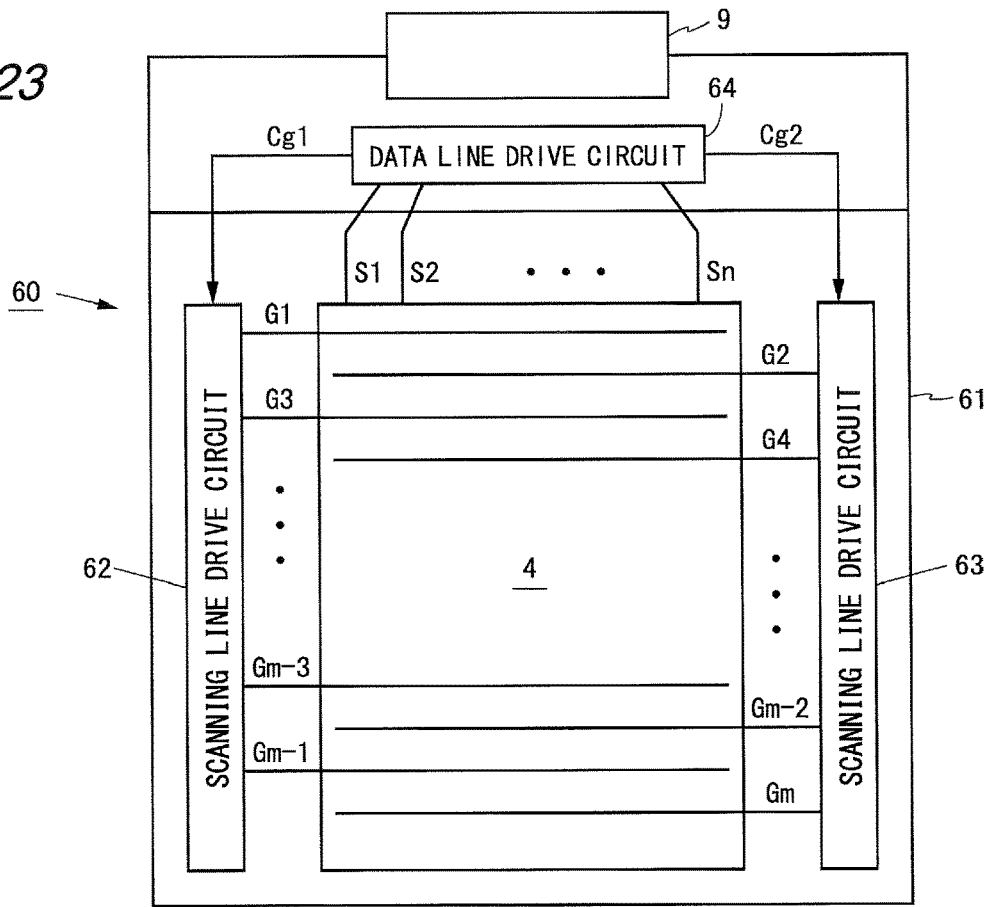 23
9
64
Cg1
DATA LINE DRIVE CIRCUIT
Cg2
S1
S2
• • •
Sn
60
G1
G2
G3
G4
61
SCANNING LINE DRIVE CIRCUIT
SCANNING LINE DRIVE CIRCUIT
62
4
63
Gm-3
Gm-2
Gm-1
Gm